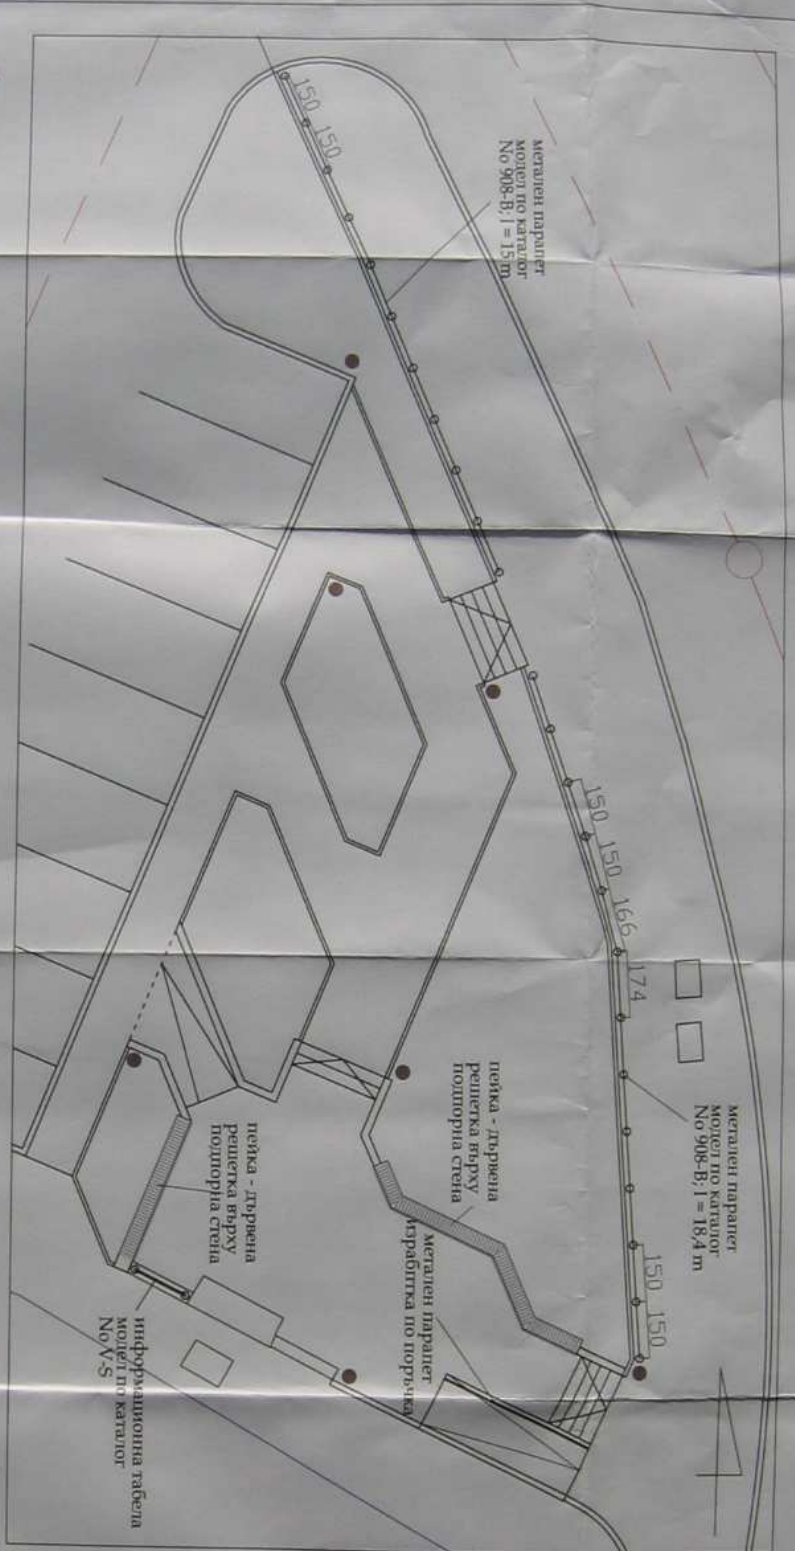 150 150
метален парапет
модел по каталог
No 908-B; l = 15 m
150 150 166 174
метален парапет
модел по каталог
No 908-B; l = 18,4 m
150 150
пейка - дървена
решетка върху
подпорна стена
метален парапет
изработка по поръчка
пейка - дървена
решетка върху
подпорна стена
информационна табела
модел по каталог
No V-S